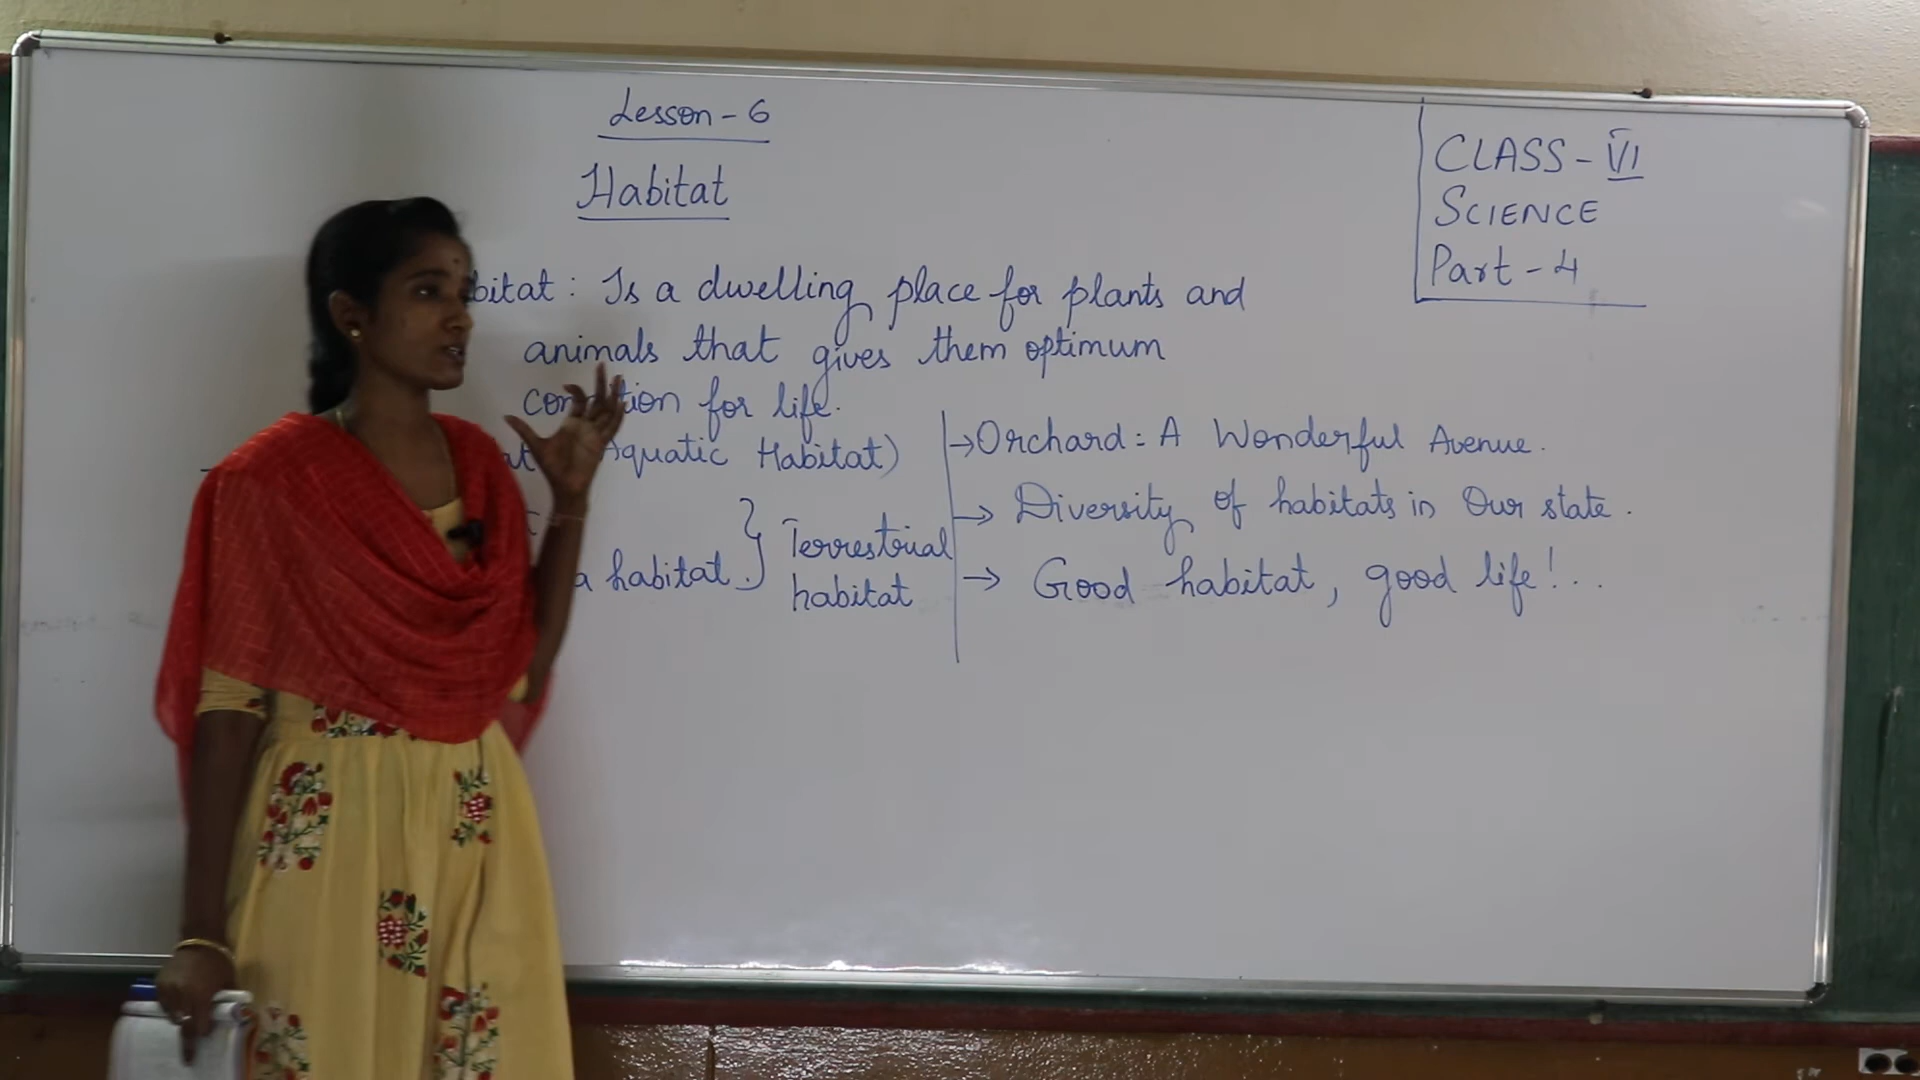 Lesson - 6
Habitat
CLASS - VI
SCIENCE
Part - 4
bitat : Is a dwelling place for plants and
animals that gives them optimum
condition for life.
at Aquatic Habitat)
a habitat. } Terrestrial
habitat
→ Orchard = A Wonderful Avenue.
→ Diversity of habitats in Our state.
→ Good habitat, good life!..